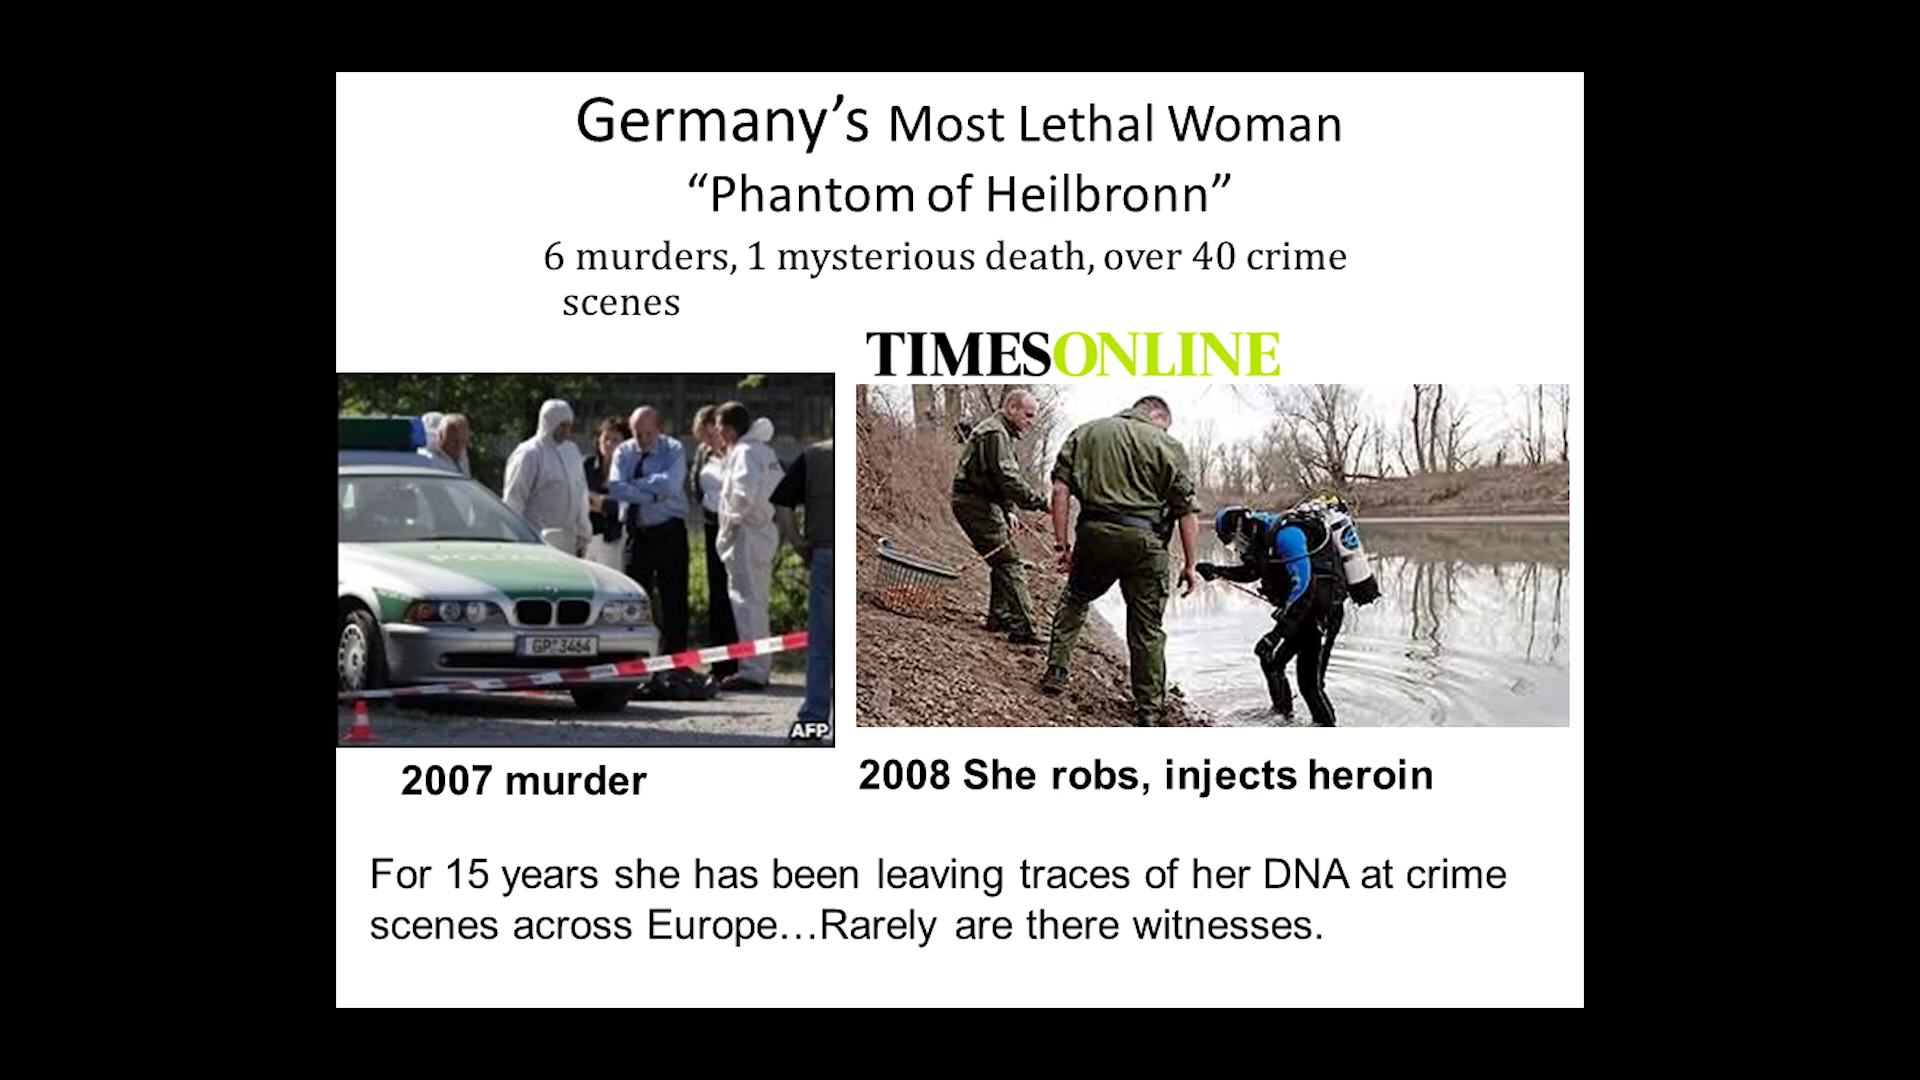 Germany’s Most Lethal Woman
“Phantom of Heilbronn”
6 murders, 1 mysterious death, over 40 crime
scenes
TIMESONLINE
GP 3464
AFP
2007 murder
2008 She robs, injects heroin
For 15 years she has been leaving traces of her DNA at crime
scenes across Europe…Rarely are there witnesses.